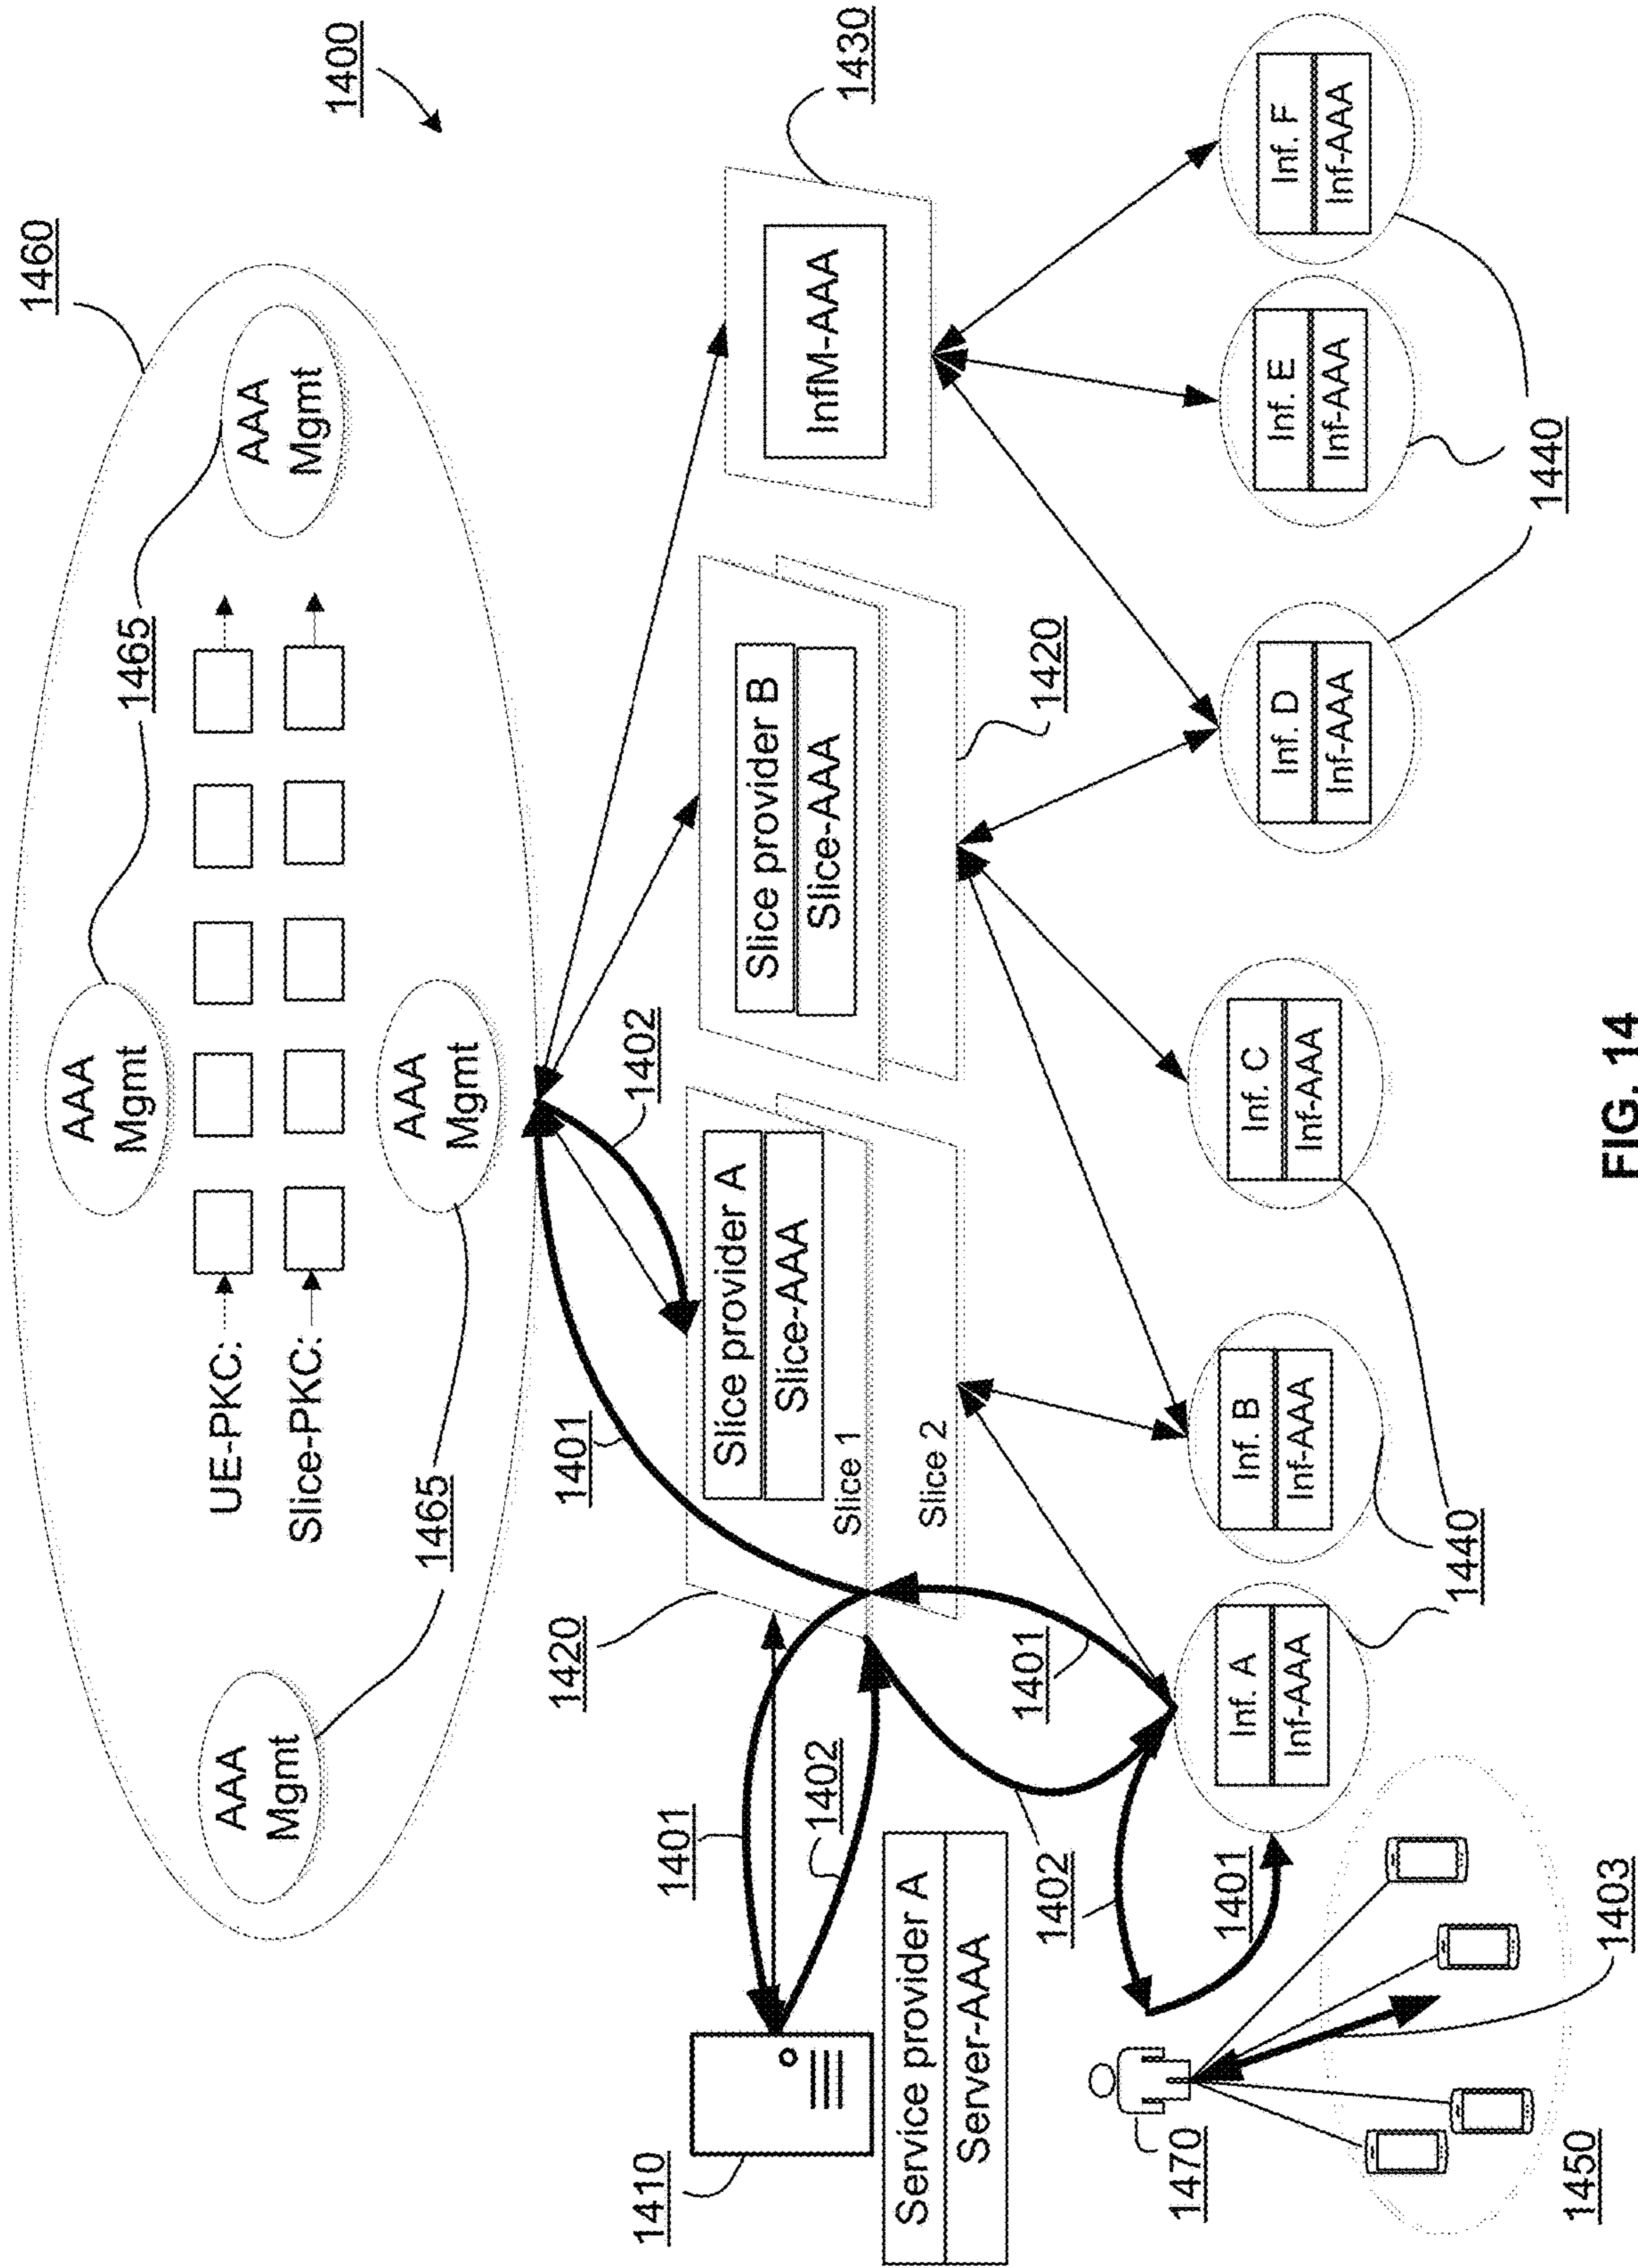 1400
1460
AAA
Mgmt
1465
AAA
Mgmt
AAA
Mgmt
AAA
Mgmt
1465
UE-PKC:
Slice-PKC:
1401
1402
1420
Slice provider A
Slice-AAA
Slice 1
Slice 2
Slice provider B
Slice-AAA
1420
InfM-AAA
1430
1410
1401
1402
Service provider A
Server-AAA
1402
1401
1401
1470
1403
1450
Inf. A
Inf-AAA
Inf. B
Inf-AAA
Inf. C
Inf-AAA
Inf. D
Inf-AAA
Inf. E
Inf-AAA
Inf. F
Inf-AAA
1440
1440
FIG. 14